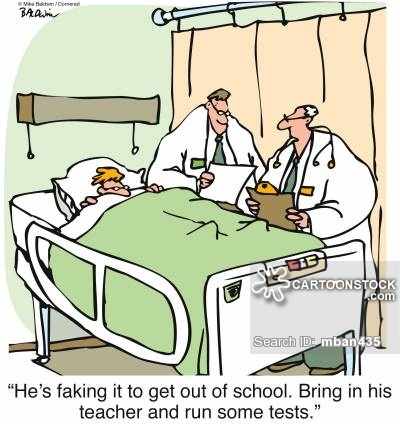 © Mike Baldwin / Cornered
BALDWIN
CARTOONSTOCK
.com
Search ID: mban435
“He’s faking it to get out of school. Bring in his
teacher and run some tests.”